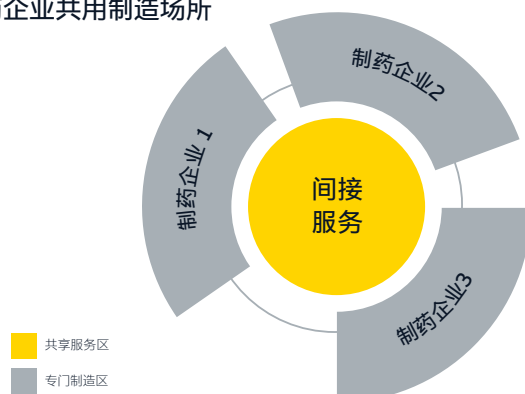 药企业共用制造场所
制药企业 1
制药企业2
间接
服务
制药企业3
共享服务区
专门制造区